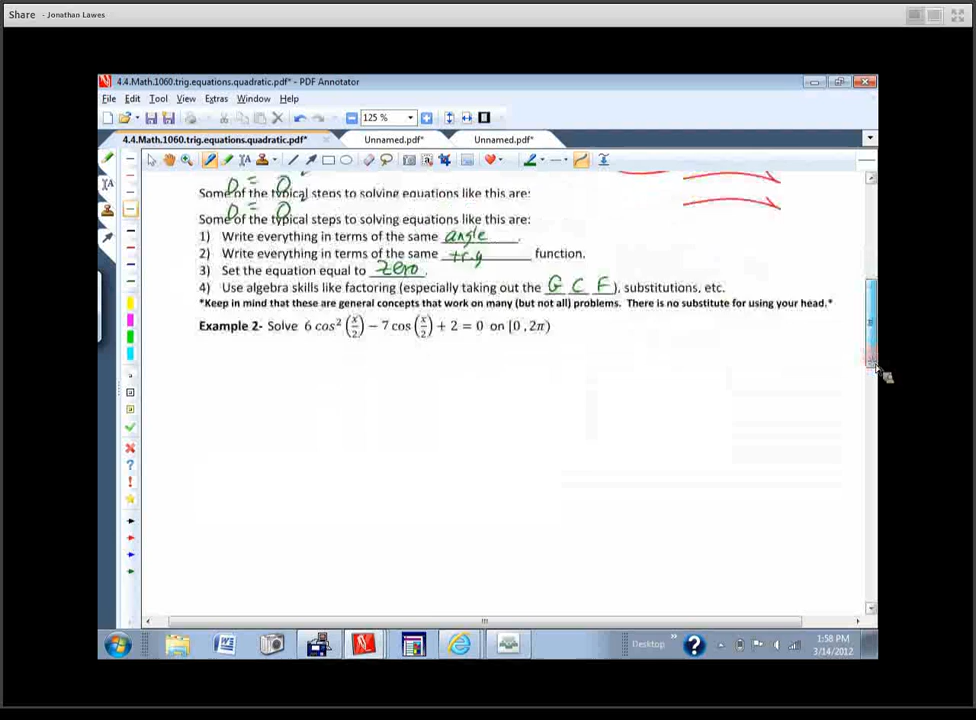 Share - Jonathan Lawes
4.4.Math.1060.trig.equations.quadratic.pdf* - PDF Annotator
File Edit Tool View Extras Window Help
125 %
4.4.Math.1060.trig.equations.quadratic.pdf* Unnamed.pdf* Unnamed.pdf*
0 = 0
Some of the typical steps to solving equations like this are:
0 = 0
Some of the typical steps to solving equations like this are:
1) Write everything in terms of the same angle.
2) Write everything in terms of the same trig function.
3) Set the equation equal to zero.
4) Use algebra skills like factoring (especially taking out the G C F), substitutions, etc.
*Keep in mind that these are general concepts that work on many (but not all) problems. There is no substitute for using your head.*
Example 2- Solve 6 cos² (x/2) − 7 cos (x/2) + 2 = 0 on [0, 2π)
Desktop
1:58 PM
3/14/2012